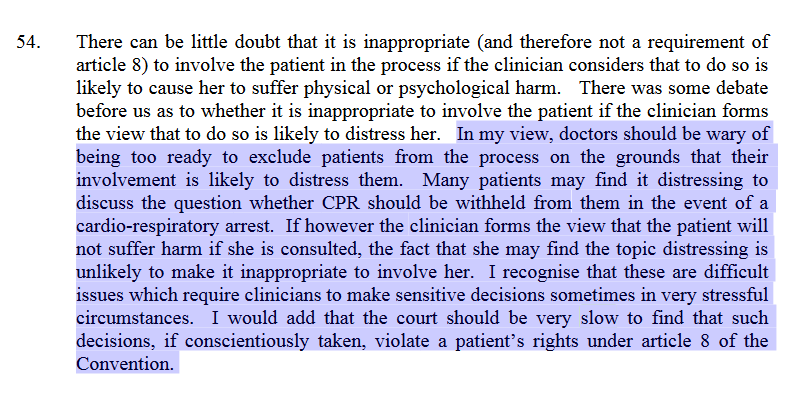 54. There can be little doubt that it is inappropriate (and therefore not a requirement of
article 8) to involve the patient in the process if the clinician considers that to do so is
likely to cause her to suffer physical or psychological harm. There was some debate
before us as to whether it is inappropriate to involve the patient if the clinician forms
the view that to do so is likely to distress her. In my view, doctors should be wary of
being too ready to exclude patients from the process on the grounds that their
involvement is likely to distress them. Many patients may find it distressing to
discuss the question whether CPR should be withheld from them in the event of a
cardio-respiratory arrest. If however the clinician forms the view that the patient will
not suffer harm if she is consulted, the fact that she may find the topic distressing is
unlikely to make it inappropriate to involve her. I recognise that these are difficult
issues which require clinicians to make sensitive decisions sometimes in very stressful
circumstances. I would add that the court should be very slow to find that such
decisions, if conscientiously taken, violate a patient's rights under article 8 of the
Convention.